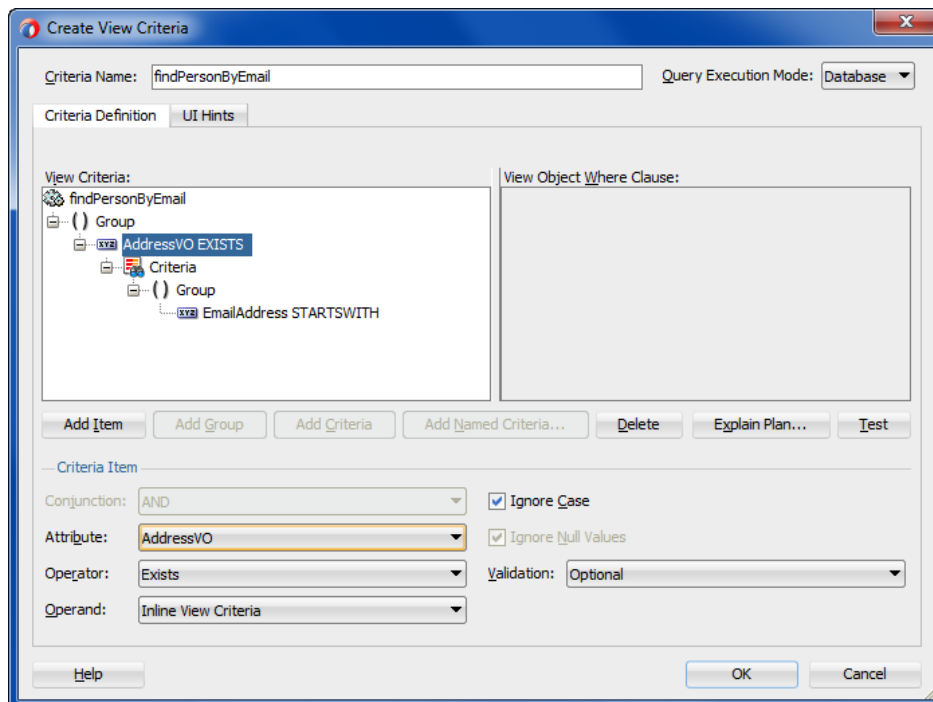 Create View Criteria
Criteria Name: findPersonByEmail Query Execution Mode: Database
Criteria Definition UI Hints
View Criteria: View Object Where Clause:
findPersonByEmail
( ) Group
XYZ AddressVO EXISTS
Criteria
( ) Group
XYZ EmailAddress STARTSWITH
Add Item Add Group Add Criteria Add Named Criteria... Delete Explain Plan... Test
Criteria Item
Conjunction: AND Ignore Case
Attribute: AddressVO Ignore Null Values
Operator: Exists Validation: Optional
Operand: Inline View Criteria
Help OK Cancel